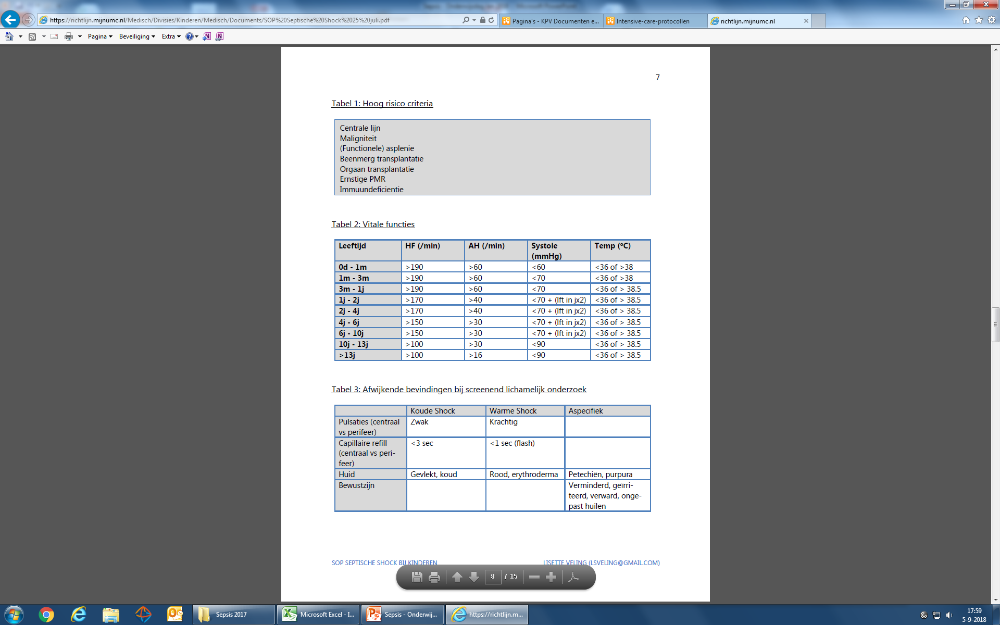 https://richtlijn.mijnumc.nl/Medisch/Divisies/Kinderen/Medisch/Documents/SOP%20Septische%20Shock%2025%20juli.pdf
Pagina's - KPV Documenten e...
Intensive-care-protocollen
richtlijn.mijnumc.nl
Pagina
Beveiliging
Extra
7
Tabel 1: Hoog risico criteria
Centrale lijn
Maligniteit
(Functionele) asplenie
Beenmerg transplantatie
Orgaan transplantatie
Ernstige PMR
Immuundeficientie
Tabel 2: Vitale functies
Leeftijd HF (/min) AH (/min) Systole (mmHg) Temp (°C)
0d - 1m >190 >60 <60 <36 of >38
1m - 3m >190 >60 <70 <36 of >38
3m - 1j >190 >60 <70 <36 of > 38.5
1j - 2j >170 >40 <70 + (lft in jx2) <36 of > 38.5
2j - 4j >170 >40 <70 + (lft in jx2) <36 of > 38.5
4j - 6j >150 >30 <70 + (lft in jx2) <36 of > 38.5
6j - 10j >150 >30 <70 + (lft in jx2) <36 of > 38.5
10j - 13j >100 >30 <90 <36 of > 38.5
>13j >100 >16 <90 <36 of > 38.5
Tabel 3: Afwijkende bevindingen bij screenend lichamelijk onderzoek
Koude Shock Warme Shock Aspecifiek
Pulsaties (centraal Zwak Krachtig
vs perifeer)
Capillaire refill <3 sec <1 sec (flash)
(centraal vs peri-
feer)
Huid Gevlekt, koud Rood, erythroderma Petechiën, purpura
Bewustzijn Verminderd, geïrri-
teerd, verward, onge-
past huilen
SOP SEPTISCHE SHOCK BIJ KINDEREN LISETTE VELING (LSVELING@GMAIL.COM)
8 / 15
Sepsis 2017
Microsoft Excel - I...
Sepsis - Onderwij...
https://richtlijn.m...
17:59
5-9-2018